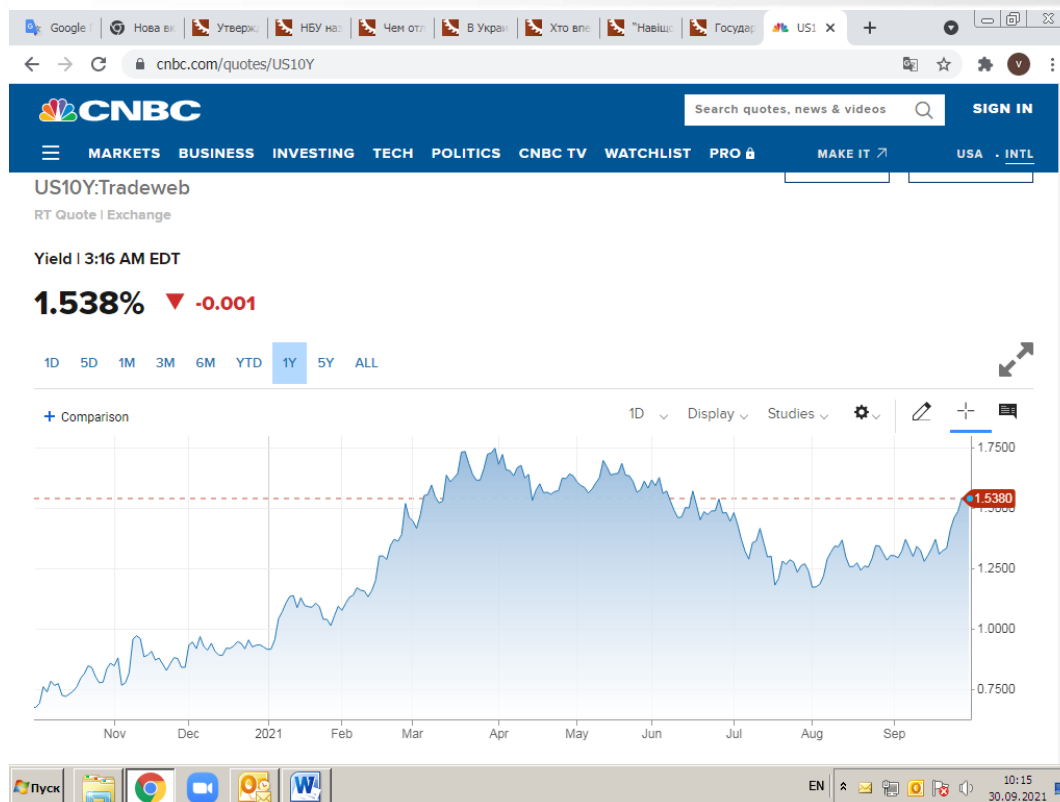 Google
Нова вк
Утверж
НБУ наз
Чем отл
В Украи
Хто впе
"Навіщо
Государ
US1
cnbc.com/quotes/US10Y
V
CNBC
Search quotes, news & videos
SIGN IN
MARKETS BUSINESS INVESTING TECH POLITICS CNBC TV WATCHLIST PRO MAKE IT USA INTL
US10Y:Tradeweb
RT Quote | Exchange
Yield | 3:16 AM EDT
1.538% ▼ -0.001
1D 5D 1M 3M 6M YTD 1Y 5Y ALL
+ Comparison 1D Display Studies
1.7500
1.5380
1.5000
1.2500
1.0000
0.7500
Nov Dec 2021 Feb Mar Apr May Jun Jul Aug Sep
Пуск
EN
10:15
30.09.2021